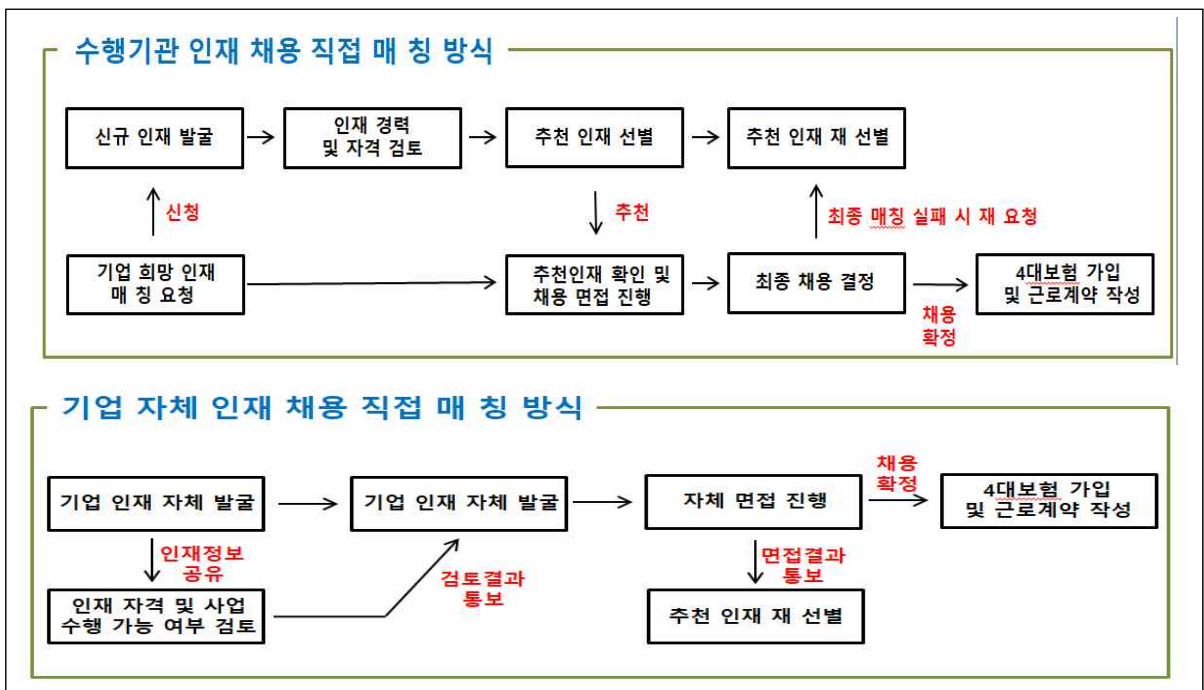 수행기관 인재 채용 직접 매 칭 방식
신규 인재 발굴
인재 경력
및 자격 검토
추천 인재 선별
추천 인재 재 선별
신청
추천
최종 매칭 실패 시 재 요청
기업 희망 인재
매 칭 요청
추천인재 확인 및
채용 면접 진행
최종 채용 결정
4대보험 가입
및 근로계약 작성
채용
확정
기업 자체 인재 채용 직접 매 칭 방식
기업 인재 자체 발굴
기업 인재 자체 발굴
자체 면접 진행
채용
확정
4대보험 가입
및 근로계약 작성
인재정보
공유
검토결과
통보
면접결과
통보
인재 자격 및 사업
수행 가능 여부 검토
추천 인재 재 선별